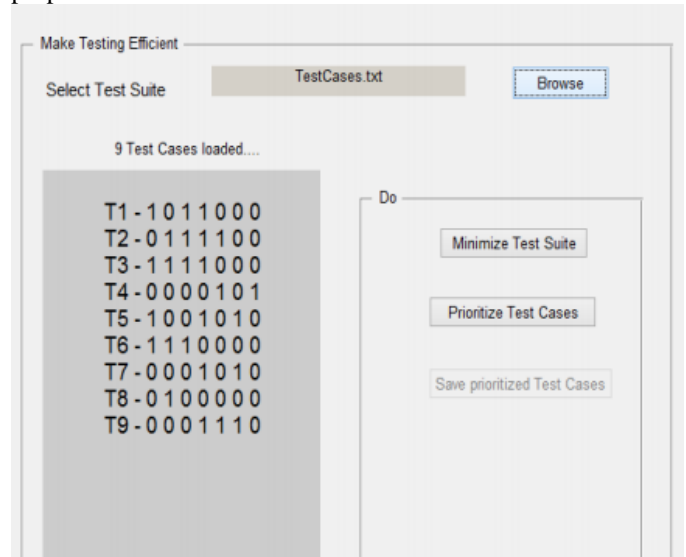 Make Testing Efficient
Select Test Suite TestCases.txt Browse
9 Test Cases loaded....
T1 - 1 0 1 1 0 0 0
T2 - 0 1 1 1 1 0 0
T3 - 1 1 1 1 0 0 0
T4 - 0 0 0 0 1 0 1
T5 - 1 0 0 1 0 1 0
T6 - 1 1 1 0 0 0 0
T7 - 0 0 0 1 0 1 0
T8 - 0 1 0 0 0 0 0
T9 - 0 0 0 1 1 1 0
Do
Minimize Test Suite
Prioritize Test Cases
Save prioritized Test Cases